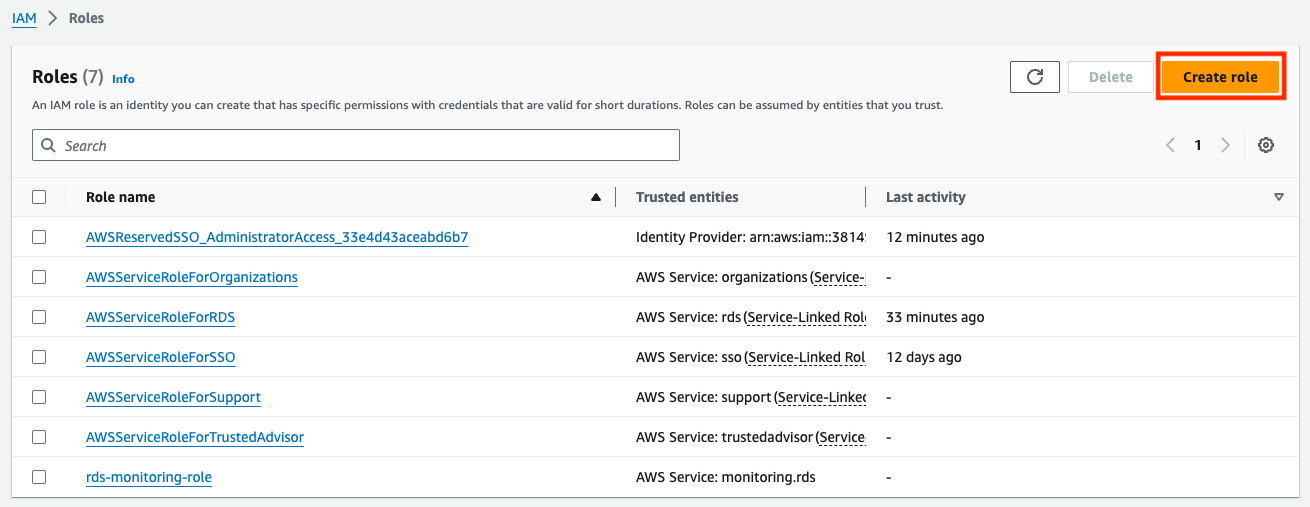 IAM > Roles
Roles (7) Info
Delete
Create role
An IAM role is an identity you can create that has specific permissions with credentials that are valid for short durations. Roles can be assumed by entities that you trust.
Search
1
Role name Trusted entities Last activity
AWSReservedSSO_AdministratorAccess_33e4d43aceabd6b7 Identity Provider: arn:aws:iam::38149 12 minutes ago
AWSServiceRoleForOrganizations AWS Service: organizations (Service- -
AWSServiceRoleForRDS AWS Service: rds (Service-Linked Role 33 minutes ago
AWSServiceRoleForSSO AWS Service: sso (Service-Linked Rol 12 days ago
AWSServiceRoleForSupport AWS Service: support (Service-Linked -
AWSServiceRoleForTrustedAdvisor AWS Service: trustedadvisor (Service -
rds-monitoring-role AWS Service: monitoring.rds -